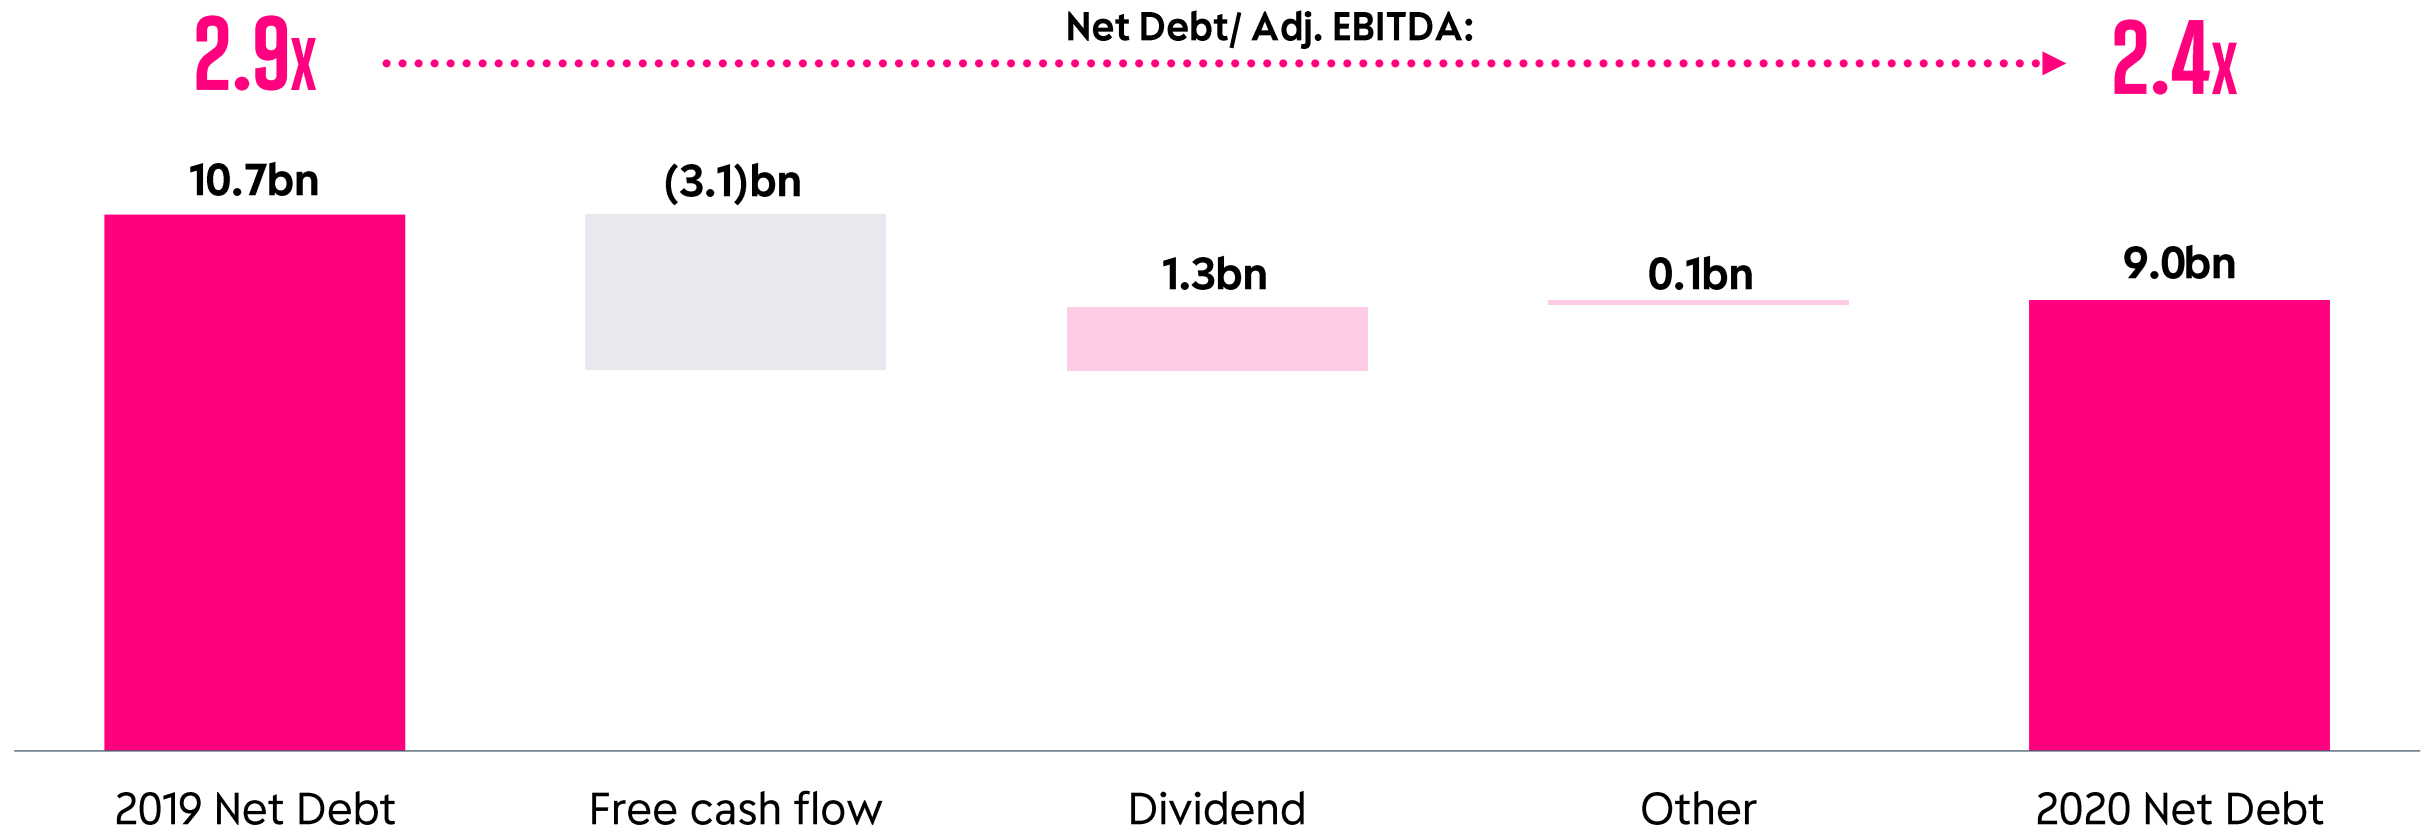 Net Debt/ Adj. EBITDA:
2.9x
2.4x
10.7bn
(3.1)bn
1.3bn
0.1bn
9.0bn
2019 Net Debt
Free cash flow
Dividend
Other
2020 Net Debt